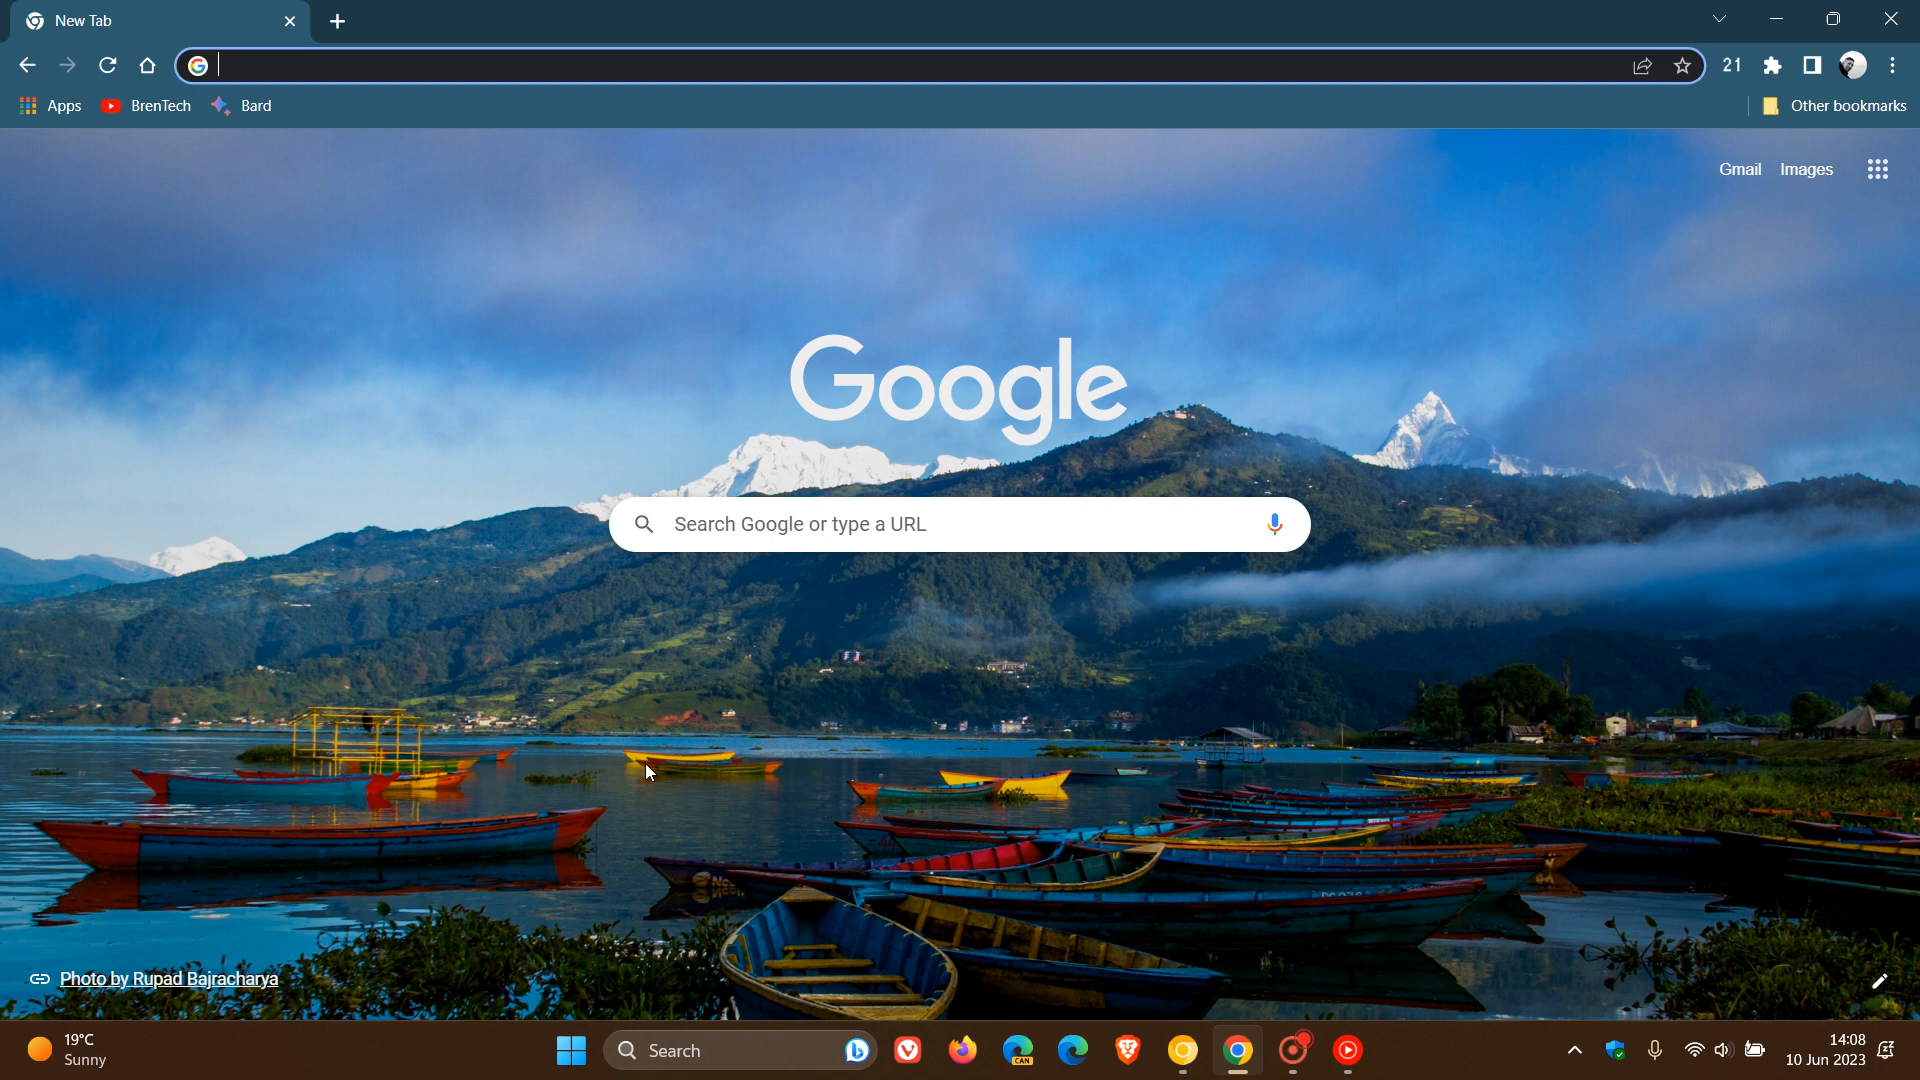 New Tab
21
Apps
BrenTech
Bard
Other bookmarks
Gmail
Images
Google
Search Google or type a URL
Photo by Rupad Bajracharya
19°C
Sunny
Search
CAN
14:08
10 Jun 2023